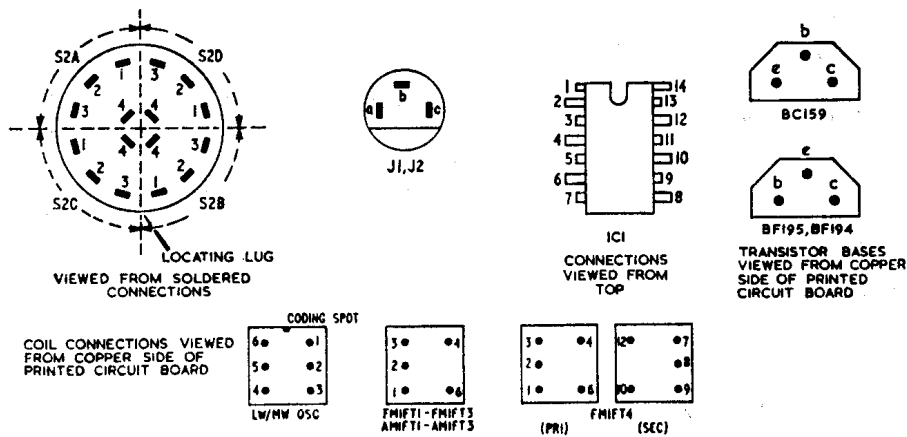 S2A
S2D
1 3
2 2
3 4 4 1
1 4 4 3
2 2
3 1
S2C
S2B
LOCATING LUG
VIEWED FROM SOLDERED
CONNECTIONS
b
a c
J1,J2
1 14
2 13
3 12
4 11
5 10
6 9
7 8
IC1
CONNECTIONS
VIEWED FROM
TOP
b
e c
BC159
e
b c
BF195,BF194
TRANSISTOR BASES
VIEWED FROM COPPER
SIDE OF PRINTED
CIRCUIT BOARD
COIL CONNECTIONS VIEWED
FROM COPPER SIDE OF
PRINTED CIRCUIT BOARD
CODING SPOT
6 1
5 2
4 3
LW/MW OSC
3 4
2
1 6
FMIFT1-FMIFT3
AMIFT1-AMIFT3
3 4
2
1 6
(PRI)
FMIFT4
12 7
8
10 9
(SEC)